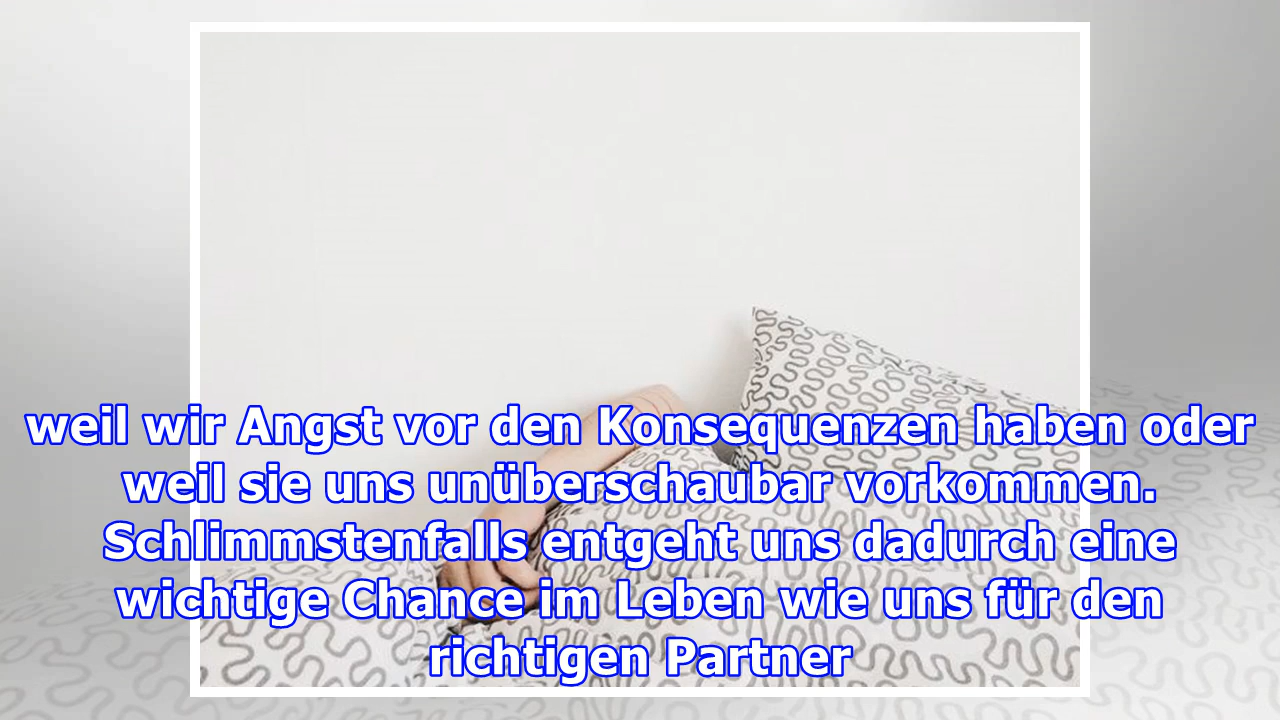 weil wir Angst vor den Konsequenzen haben oder
weil sie uns unüberschaubar vorkommen.
Schlimmstenfalls entgeht uns dadurch eine
wichtige Chance im Leben wie uns für den
richtigen Partner